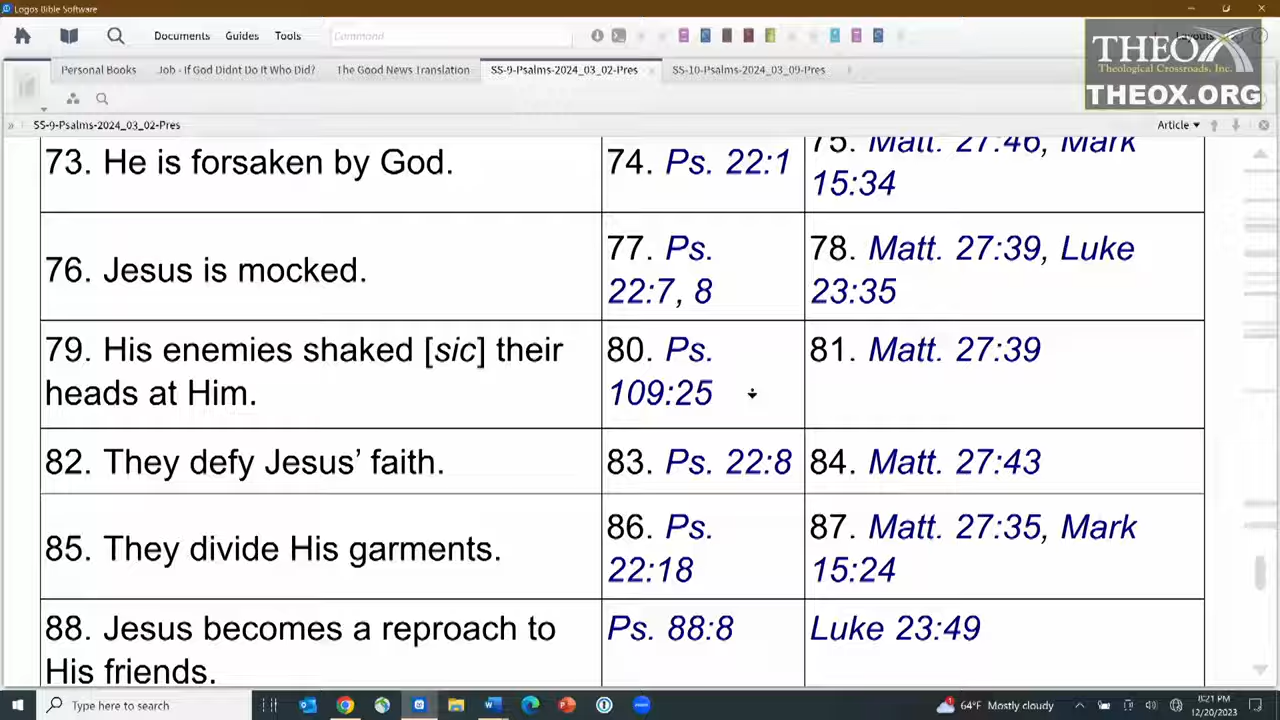 Logos Bible Software
Documents Guides Tools Command
THEOX
Theological Crossroads, Inc.
THEOX.ORG
Personal Books Job - If God Didnt Do It Who Did? The Good News Invitation SS-9-Psalms-2024_03_02-Pres SS-10-Psalms-2024_03_09-Pres
» SS-9-Psalms-2024_03_02-Pres Article
73. He is forsaken by God. 74. Ps. 22:1 75. Matt. 27:46, Mark
15:34
76. Jesus is mocked. 77. Ps. 78. Matt. 27:39, Luke
22:7, 8 23:35
79. His enemies shaked [sic] their 80. Ps. 81. Matt. 27:39
heads at Him. 109:25
82. They defy Jesus’ faith. 83. Ps. 22:8 84. Matt. 27:43
85. They divide His garments. 86. Ps. 87. Matt. 27:35, Mark
22:18 15:24
88. Jesus becomes a reproach to Ps. 88:8 Luke 23:49
His friends.
Type here to search 64°F Mostly cloudy 8:21 PM
12/20/2023